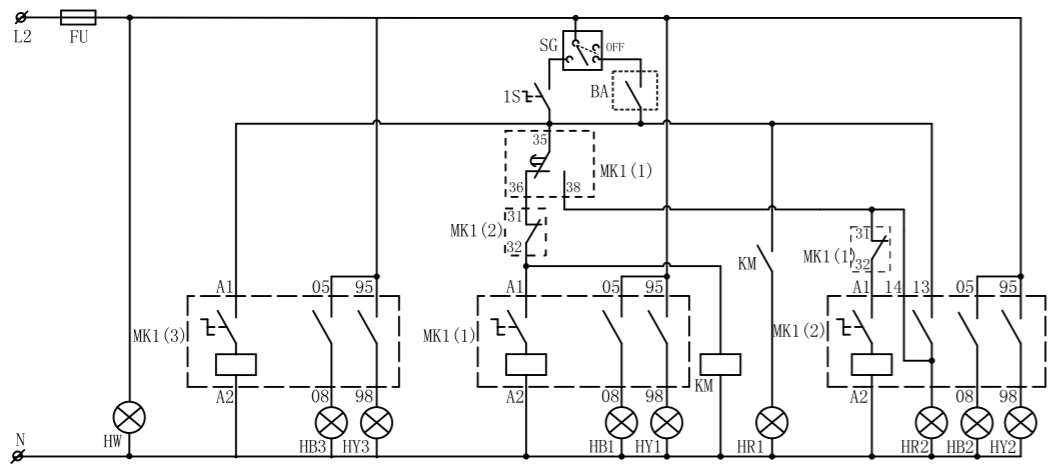 L2
FU
SG
OFF
1S
BA
35
MK1(1)
36
38
31
MK1(2)
32
31
MK1(1)
32
KM
A1
05
95
A1
05
95
A1
14
13
05
95
MK1(3)
MK1(1)
MK1(2)
A2
08
98
A2
08
98
KM
A2
08
98
N
HW
HB3
HY3
HB1
HY1
HR1
HR2
HB2
HY2